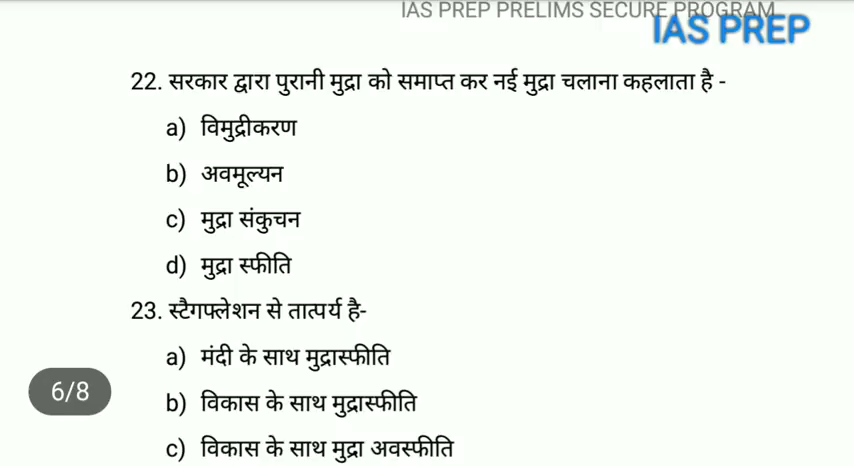 IAS PREP PRELIMS SECURE PROGRAM
IAS PREP
22. सरकार द्वारा पुरानी मुद्रा को समाप्त कर नई मुद्रा चलाना कहलाता है -
a) विमुद्रीकरण
b) अवमूल्यन
c) मुद्रा संकुचन
d) मुद्रा स्फीति
23. स्टैगफ्लेशन से तात्पर्य है-
a) मंदी के साथ मुद्रास्फीति
6/8
b) विकास के साथ मुद्रास्फीति
c) विकास के साथ मुद्रा अवस्फीति